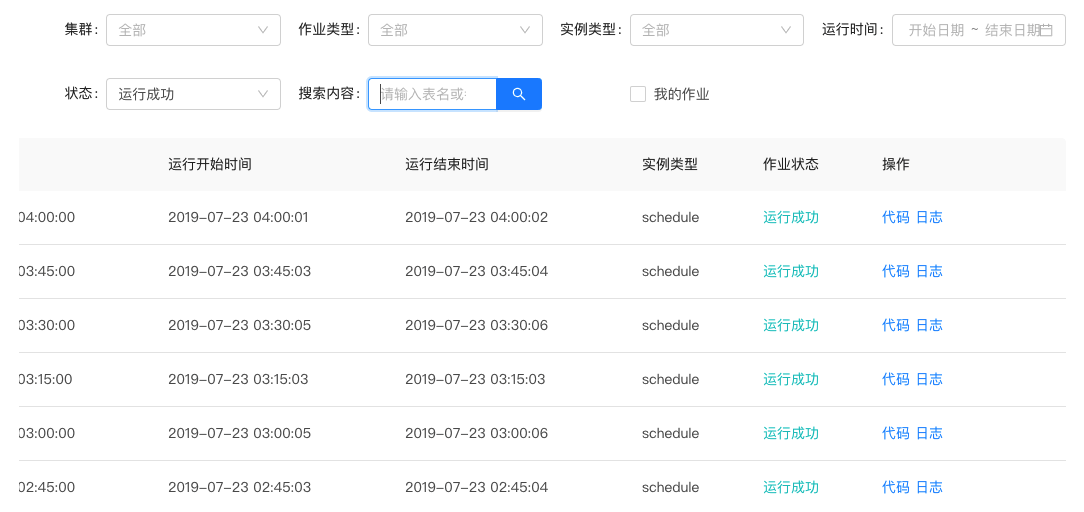 集群: 全部 作业类型: 全部 实例类型: 全部 运行时间: 开始日期 ~ 结束日期
状态: 运行成功 搜索内容: 请输入表名或 我的作业
运行开始时间 运行结束时间 实例类型 作业状态 操作
04:00:00 2019-07-23 04:00:01 2019-07-23 04:00:02 schedule 运行成功 代码 日志
03:45:00 2019-07-23 03:45:03 2019-07-23 03:45:04 schedule 运行成功 代码 日志
03:30:00 2019-07-23 03:30:05 2019-07-23 03:30:06 schedule 运行成功 代码 日志
03:15:00 2019-07-23 03:15:03 2019-07-23 03:15:03 schedule 运行成功 代码 日志
03:00:00 2019-07-23 03:00:05 2019-07-23 03:00:06 schedule 运行成功 代码 日志
02:45:00 2019-07-23 02:45:03 2019-07-23 02:45:04 schedule 运行成功 代码 日志